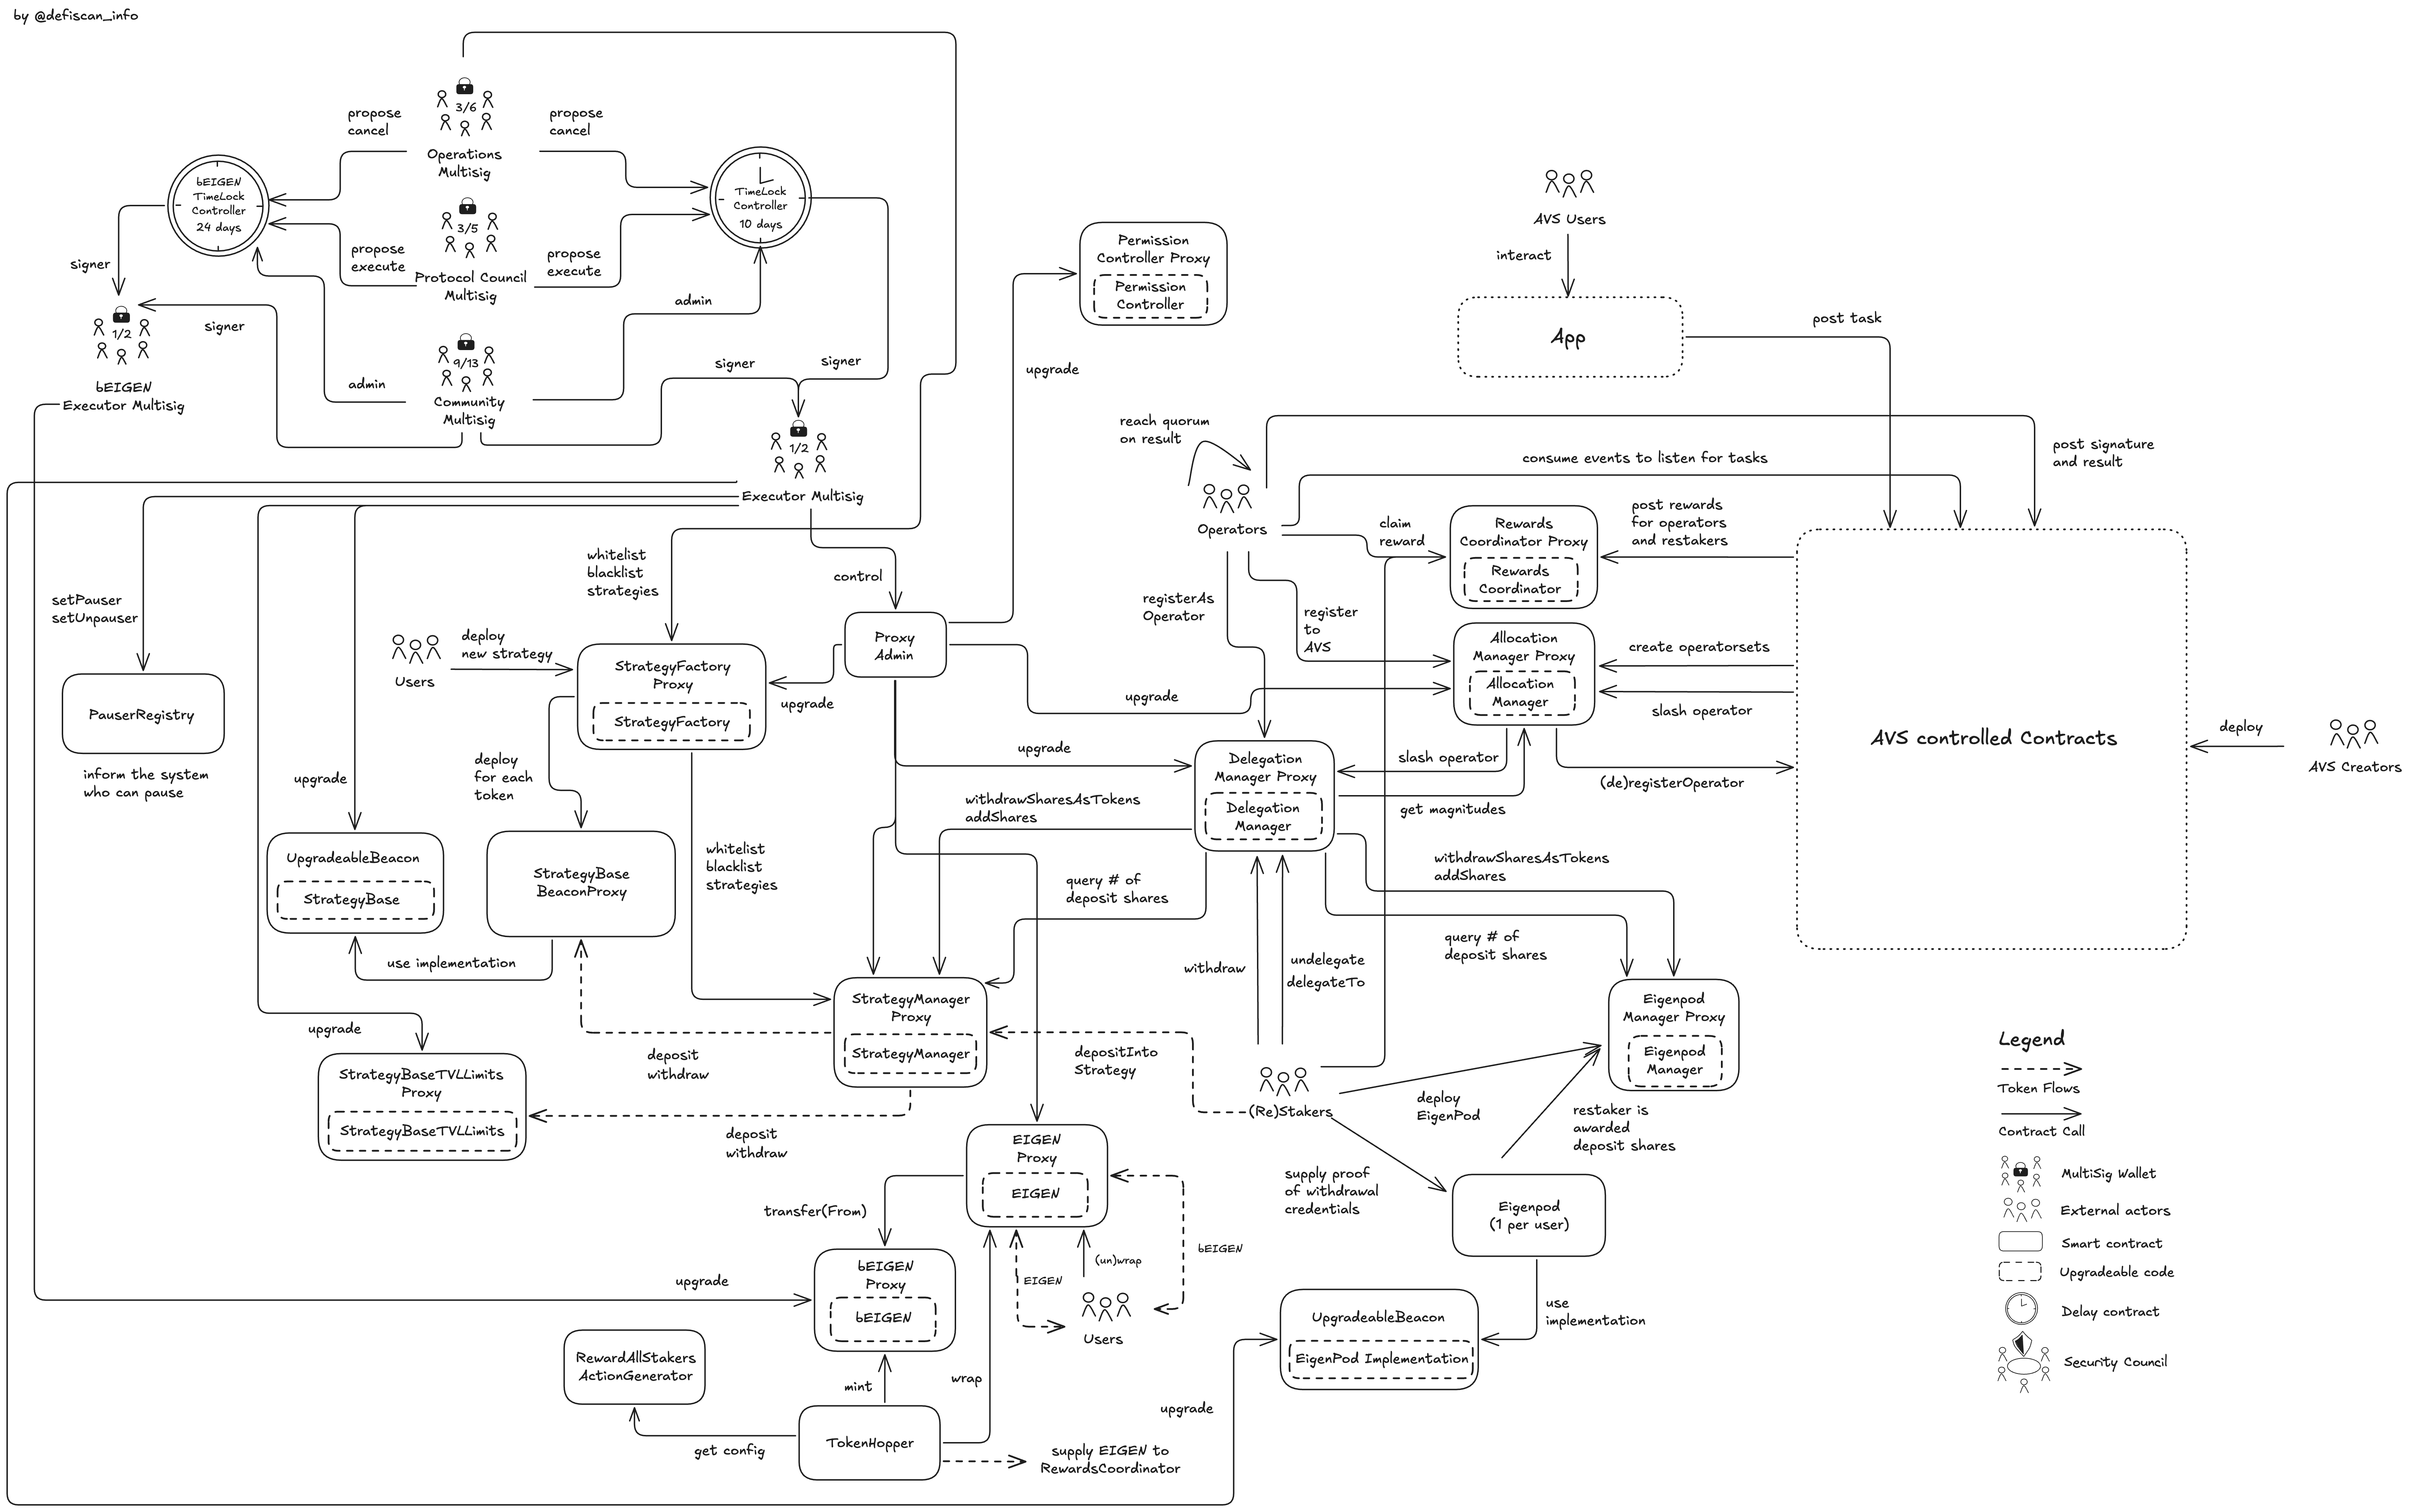 by @defiscan_info
3/6
Operations
Multisig
propose
cancel
propose
cancel
bEIGEN
TimeLock
Controller
24 days
TimeLock
Controller
10 days
3/5
Protocol Council
Multisig
propose
execute
propose
execute
signer
1/2
bEIGEN
Executor Multisig
signer
admin
9/13
Community
Multisig
admin
signer
signer
1/2
Executor Multisig
Permission
Controller Proxy
Permission
Controller
upgrade
AVS Users
interact
App
post task
reach quorum
on result
Operators
consume events to listen for tasks
post signature
and result
claim
reward
Rewards
Coordinator Proxy
Rewards
Coordinator
post rewards
for operators
and restakers
registerAs
Operator
register
to
AVS
Allocation
Manager Proxy
Allocation
Manager
create operatorsets
slash operator
AVS controlled Contracts
deploy
AVS Creators
setPauser
setUnpauser
PauserRegistry
inform the system
who can pause
whitelist
blacklist
strategies
control
Users
deploy
new strategy
StrategyFactory
Proxy
StrategyFactory
Proxy
Admin
upgrade
upgrade
upgrade
Delegation
Manager Proxy
Delegation
Manager
slash operator
get magnitudes
(de)registerOperator
upgrade
deploy
for each
token
UpgradeableBeacon
StrategyBase
StrategyBase
BeaconProxy
use implementation
whitelist
blacklist
strategies
withdrawSharesAsTokens
addShares
query # of
deposit shares
withdrawSharesAsTokens
addShares
query # of
deposit shares
withdraw
undelegate
delegateTo
StrategyManager
Proxy
StrategyManager
Eigenpod
Manager Proxy
Eigenpod
Manager
upgrade
StrategyBaseTVLLimits
Proxy
StrategyBaseTVLLimits
deposit
withdraw
deposit
withdraw
depositInto
Strategy
(Re)Stakers
deploy
EigenPod
restaker is
awarded
deposit shares
supply proof
of withdrawal
credentials
Eigenpod
(1 per user)
EIGEN
Proxy
EIGEN
transfer(From)
bEIGEN
Proxy
bEIGEN
upgrade
EIGEN
(un)wrap
bEIGEN
Users
UpgradeableBeacon
EigenPod Implementation
use
implementation
RewardAllStakers
ActionGenerator
mint
wrap
TokenHopper
get config
supply EIGEN to
RewardsCoordinator
upgrade
Legend
Token Flows
Contract Call
MultiSig Wallet
External actors
Smart contract
Upgradeable code
Delay contract
Security Council